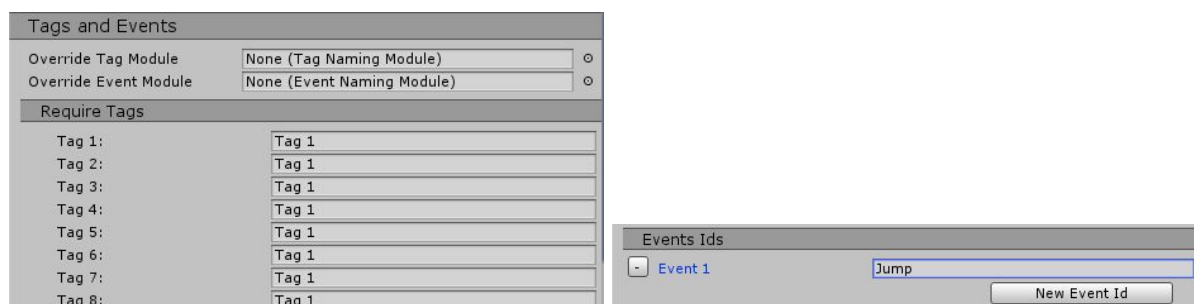 Tags and Events
Override Tag Module None (Tag Naming Module)
Override Event Module None (Event Naming Module)
Require Tags
Tag 1: Tag 1
Tag 2: Tag 1
Tag 3: Tag 1
Tag 4: Tag 1
Tag 5: Tag 1
Tag 6: Tag 1
Tag 7: Tag 1
Tag 8: Tag 1
Events Ids
- Event 1 Jump
New Event Id